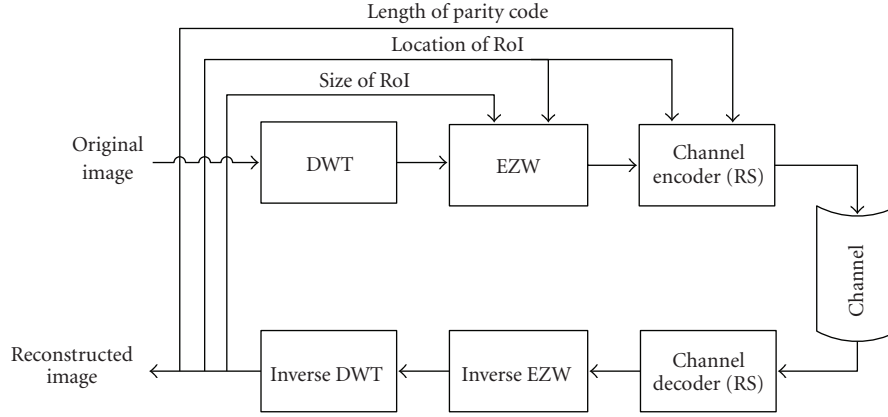 Length of parity code
Location of RoI
Size of RoI
Original
image
DWT
EZW
Channel
encoder (RS)
Channel
Reconstructed
image
Inverse DWT
Inverse EZW
Channel
decoder (RS)